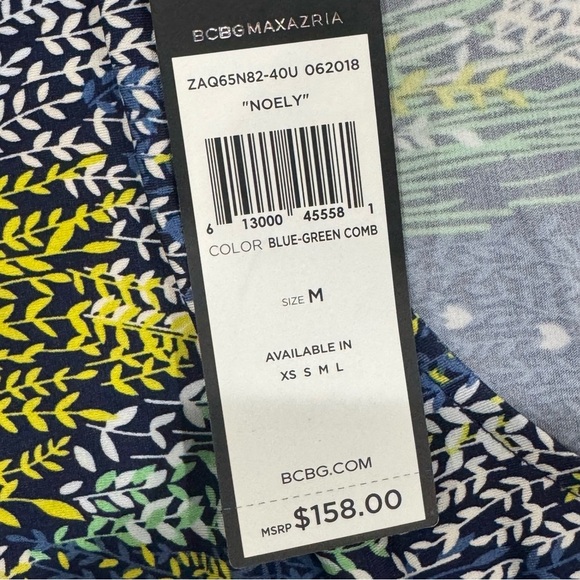 BCBGMAXAZRIA
ZAQ65N82-40U 062018
"NOELY"
6 13000 45558 1
COLOR BLUE-GREEN COMB
SIZE M
AVAILABLE IN
XS S M L
BCBG.COM
MSRP $158.00